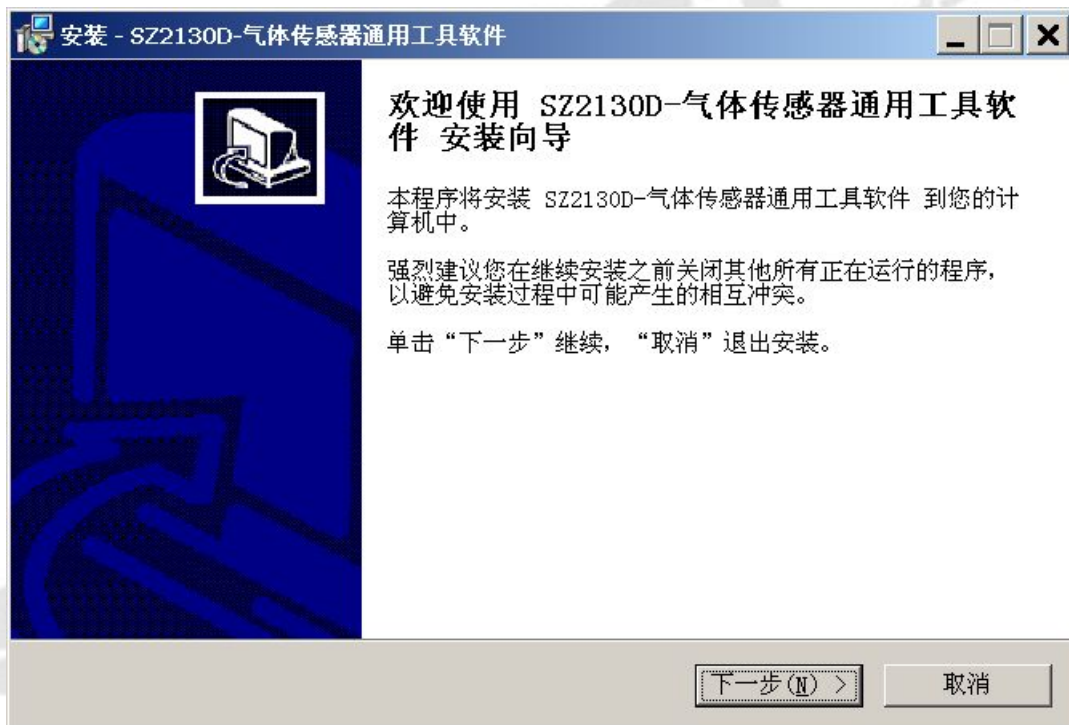 安装 - SZ2130D-气体传感器通用工具软件
欢迎使用 SZ2130D-气体传感器通用工具软
件 安装向导
本程序将安装 SZ2130D-气体传感器通用工具软件 到您的计
算机中。
强烈建议您在继续安装之前关闭其他所有正在运行的程序，
以避免安装过程中可能产生的相互冲突。
单击“下一步”继续，“取消”退出安装。
下一步(N) >
取消